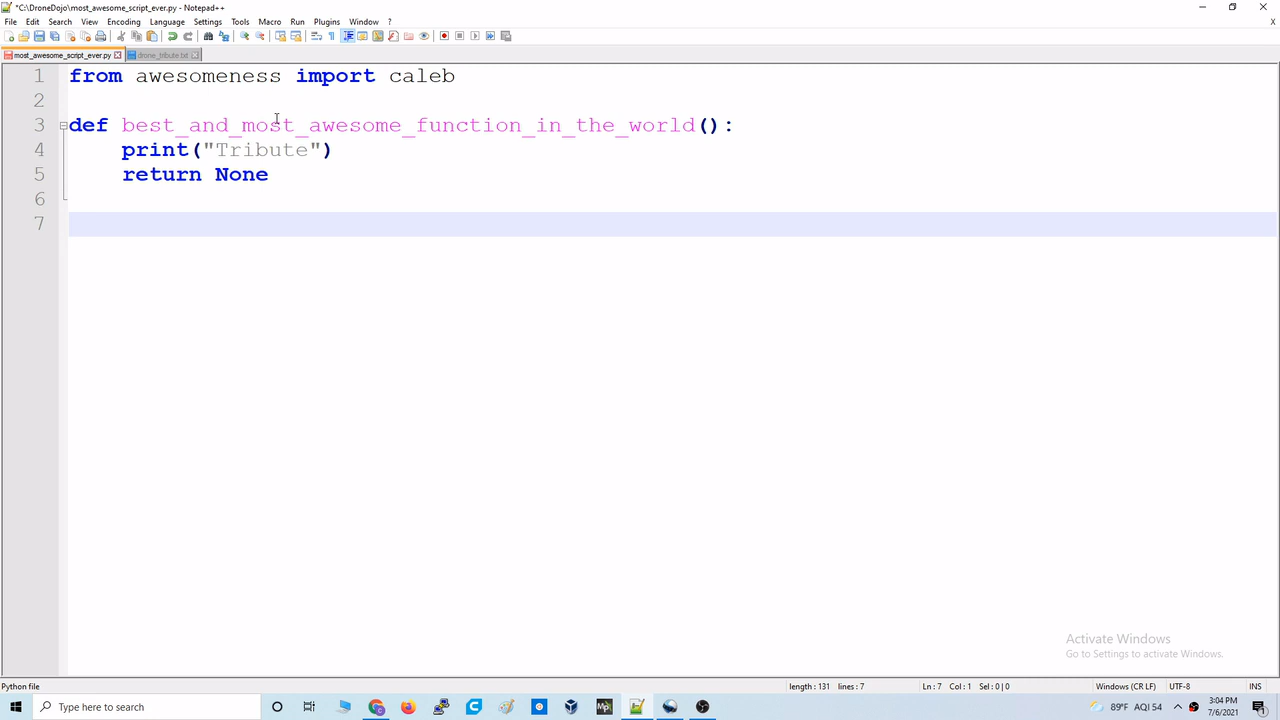 *C:\DroneDojo\most_awesome_script_ever.py - Notepad++
File Edit Search View Encoding Language Settings Tools Macro Run Plugins Window ?
X
most_awesome_script_ever.py drone_tribute.txt
1 from awesomeness import caleb
2
3 def best_and_most_awesome_function_in_the_world():
4 print("Tribute")
5 return None
6
7
Activate Windows
Go to Settings to activate Windows.
Python file length : 131 lines : 7 Ln : 7 Col : 1 Sel : 0 | 0 Windows (CR LF) UTF-8 INS
Type here to search 89°F AQI 54 3:04 PM
7/6/2021